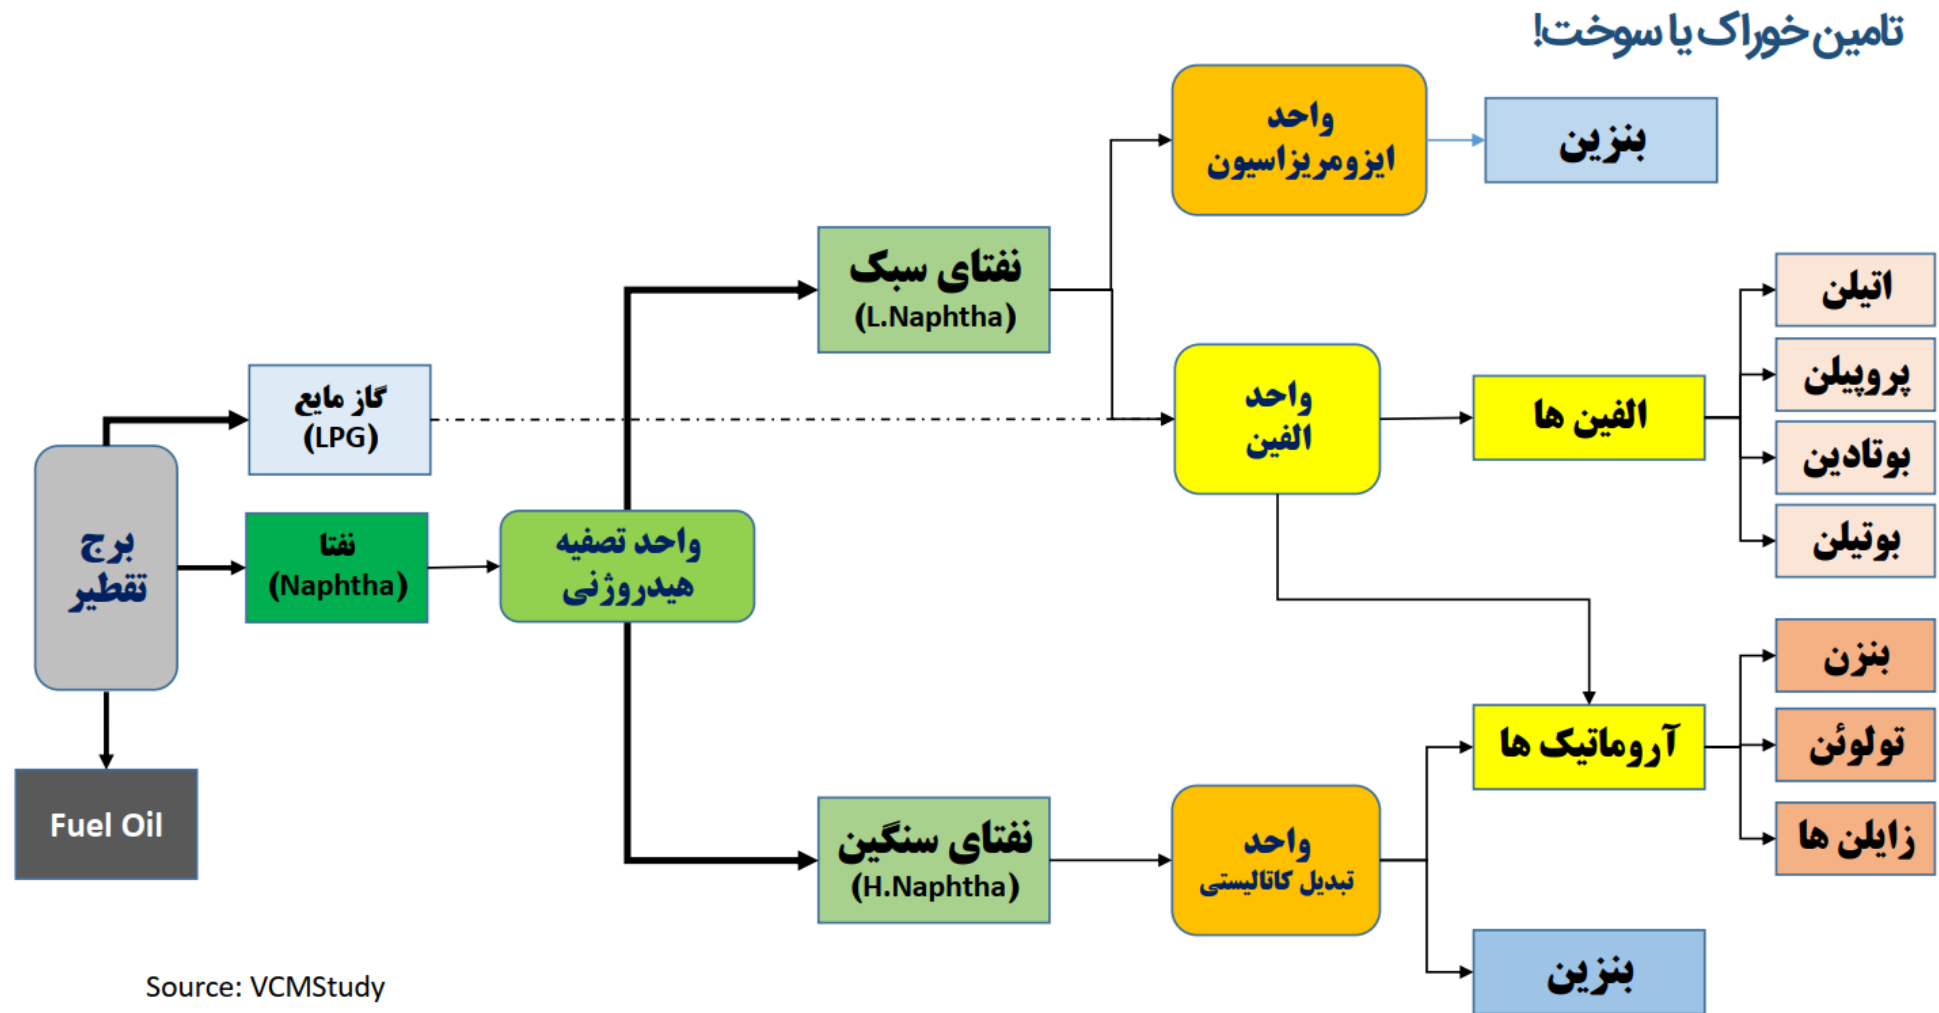 تامین خوراک یا سوخت!
واحد
ایزومریزاسیون
بنزین
نفتای سبک
(L.Naphtha)
اتیلن
پروپیلن
بوتادین
بوتیلن
گاز مایع
(LPG)
واحد
الفین
الفین ها
برج
تقطیر
نفتا
(Naphtha)
واحد تصفیه
هیدروژنی
بنزن
تولوئن
زایلن ها
آروماتیک ها
Fuel Oil
نفتای سنگین
(H.Naphtha)
واحد
تبدیل کاتالیستی
بنزین
Source: VCMStudy